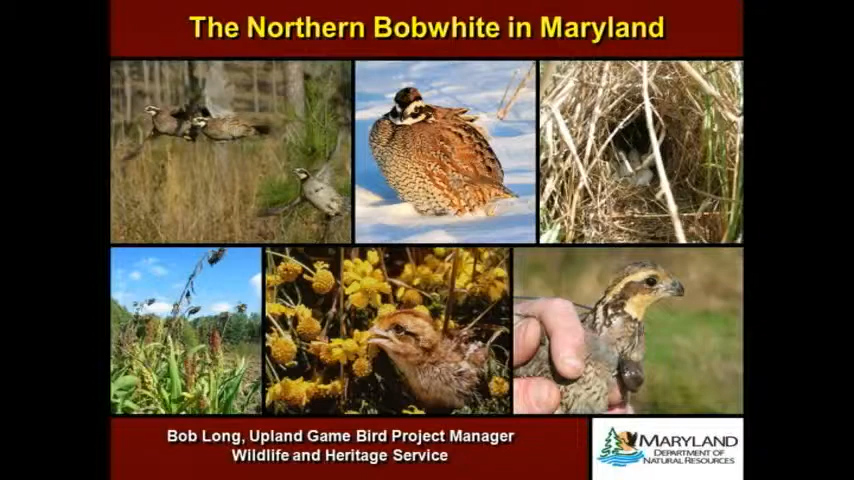 The Northern Bobwhite in Maryland
Bob Long, Upland Game Bird Project Manager
Wildlife and Heritage Service
MARYLAND
DEPARTMENT OF
NATURAL RESOURCES